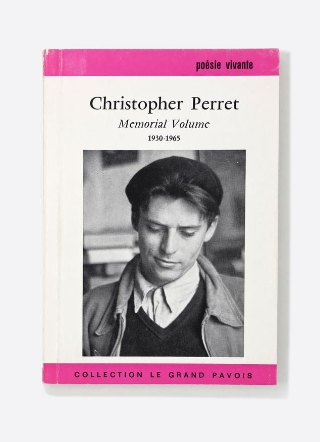 poésie vivante
Christopher Perret
Memorial Volume
1930-1965
COLLECTION LE GRAND PAVOIS